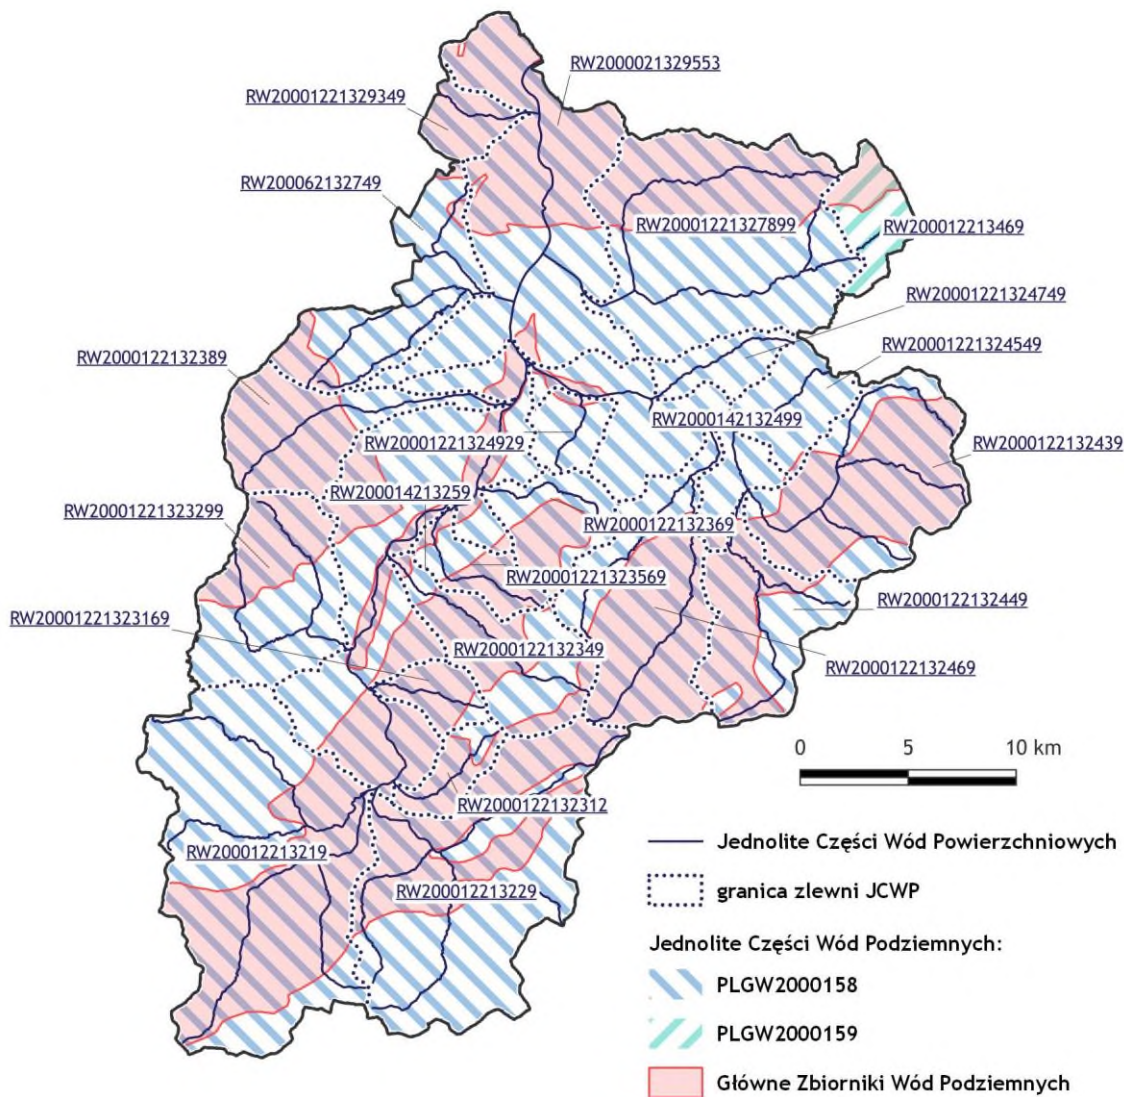 RW2000021329553
RW20001221329349
RW200062132749
RW20001221327899
RW200012213469
RW20001221324749
RW2000122132389
RW20001221324549
RW2000142132499
RW20001221324929
RW2000122132439
RW200014213259
RW20001221323299
RW2000122132369
RW20001221323569
RW2000122132449
RW20001221323169
RW2000122132349
RW2000122132469
0 5 10 km
RW2000122132312
Jednolite Części Wód Powierzchniowych
RW200012213219
granica zlewni JCWP
RW200012213229
Jednolite Części Wód Podziemnych:
PLGW2000158
PLGW2000159
Główne Zbiorniki Wód Podziemnych